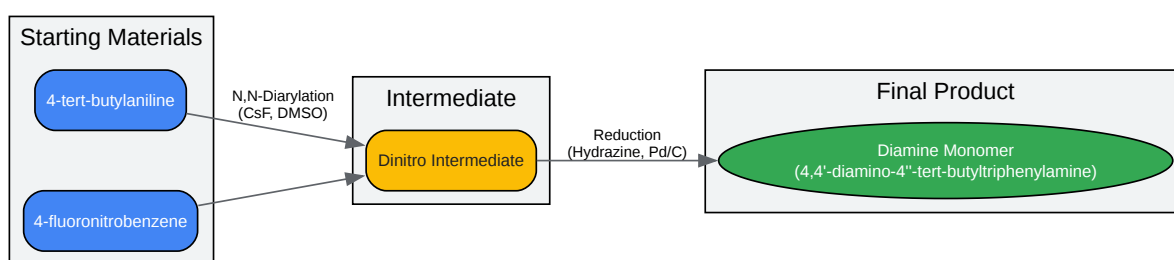 Starting Materials
4-tert-butylaniline
4-fluoronitrobenzene
N,N-Diarylation
(CsF, DMSO)
Intermediate
Dinitro Intermediate
Reduction
(Hydrazine, Pd/C)
Final Product
Diamine Monomer
(4,4'-diamino-4''-tert-butyltriphenylamine)